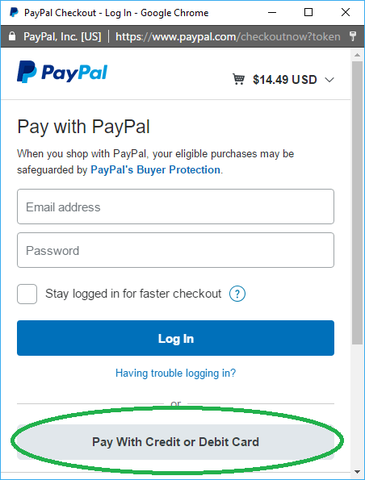 PayPal Checkout - Log In - Google Chrome
PayPal, Inc. [US] | https://www.paypal.com/checkoutnow?token
PayPal $14.49 USD
Pay with PayPal
When you shop with PayPal, your eligible purchases may be
safeguarded by PayPal's Buyer Protection.
Email address
Password
Stay logged in for faster checkout ?
Log In
Having trouble logging in?
or
Pay With Credit or Debit Card